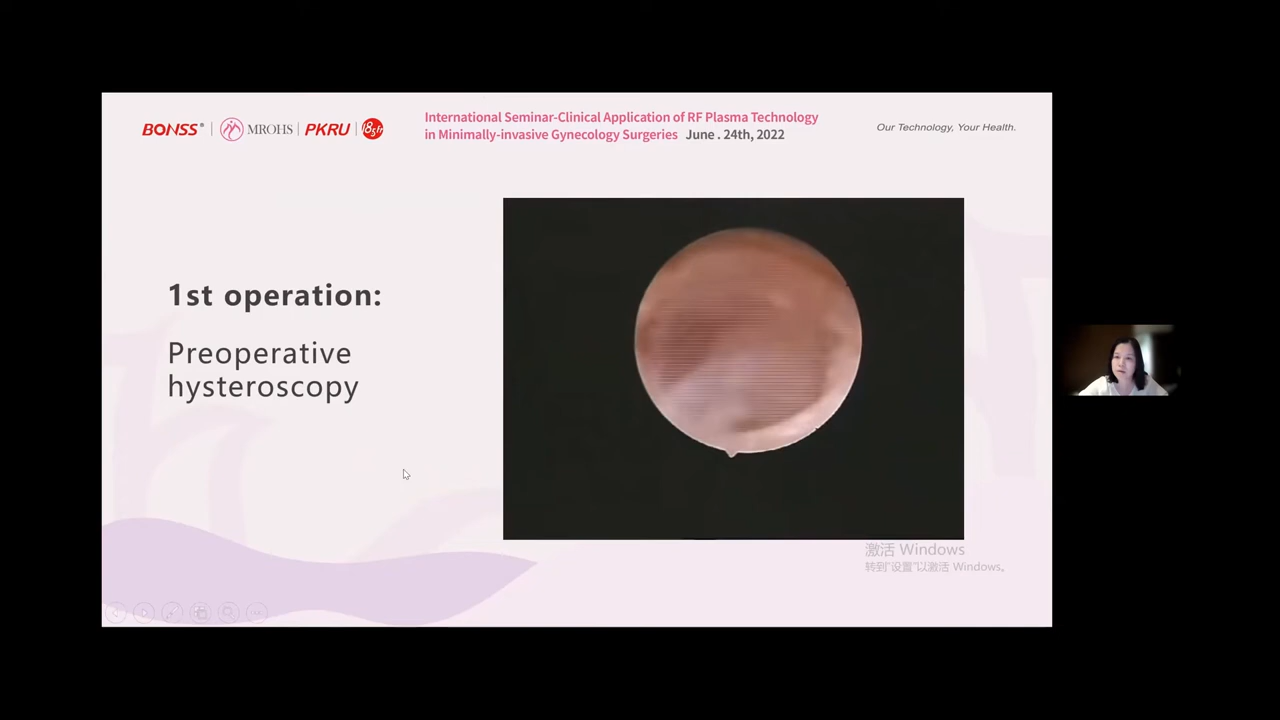 BONSS® | MROHS | PKRU | 185fr
International Seminar-Clinical Application of RF Plasma Technology
in Minimally-invasive Gynecology Surgeries June . 24th, 2022
Our Technology, Your Health.
1st operation:
Preoperative
hysteroscopy
激活 Windows
转到"设置"以激活 Windows。